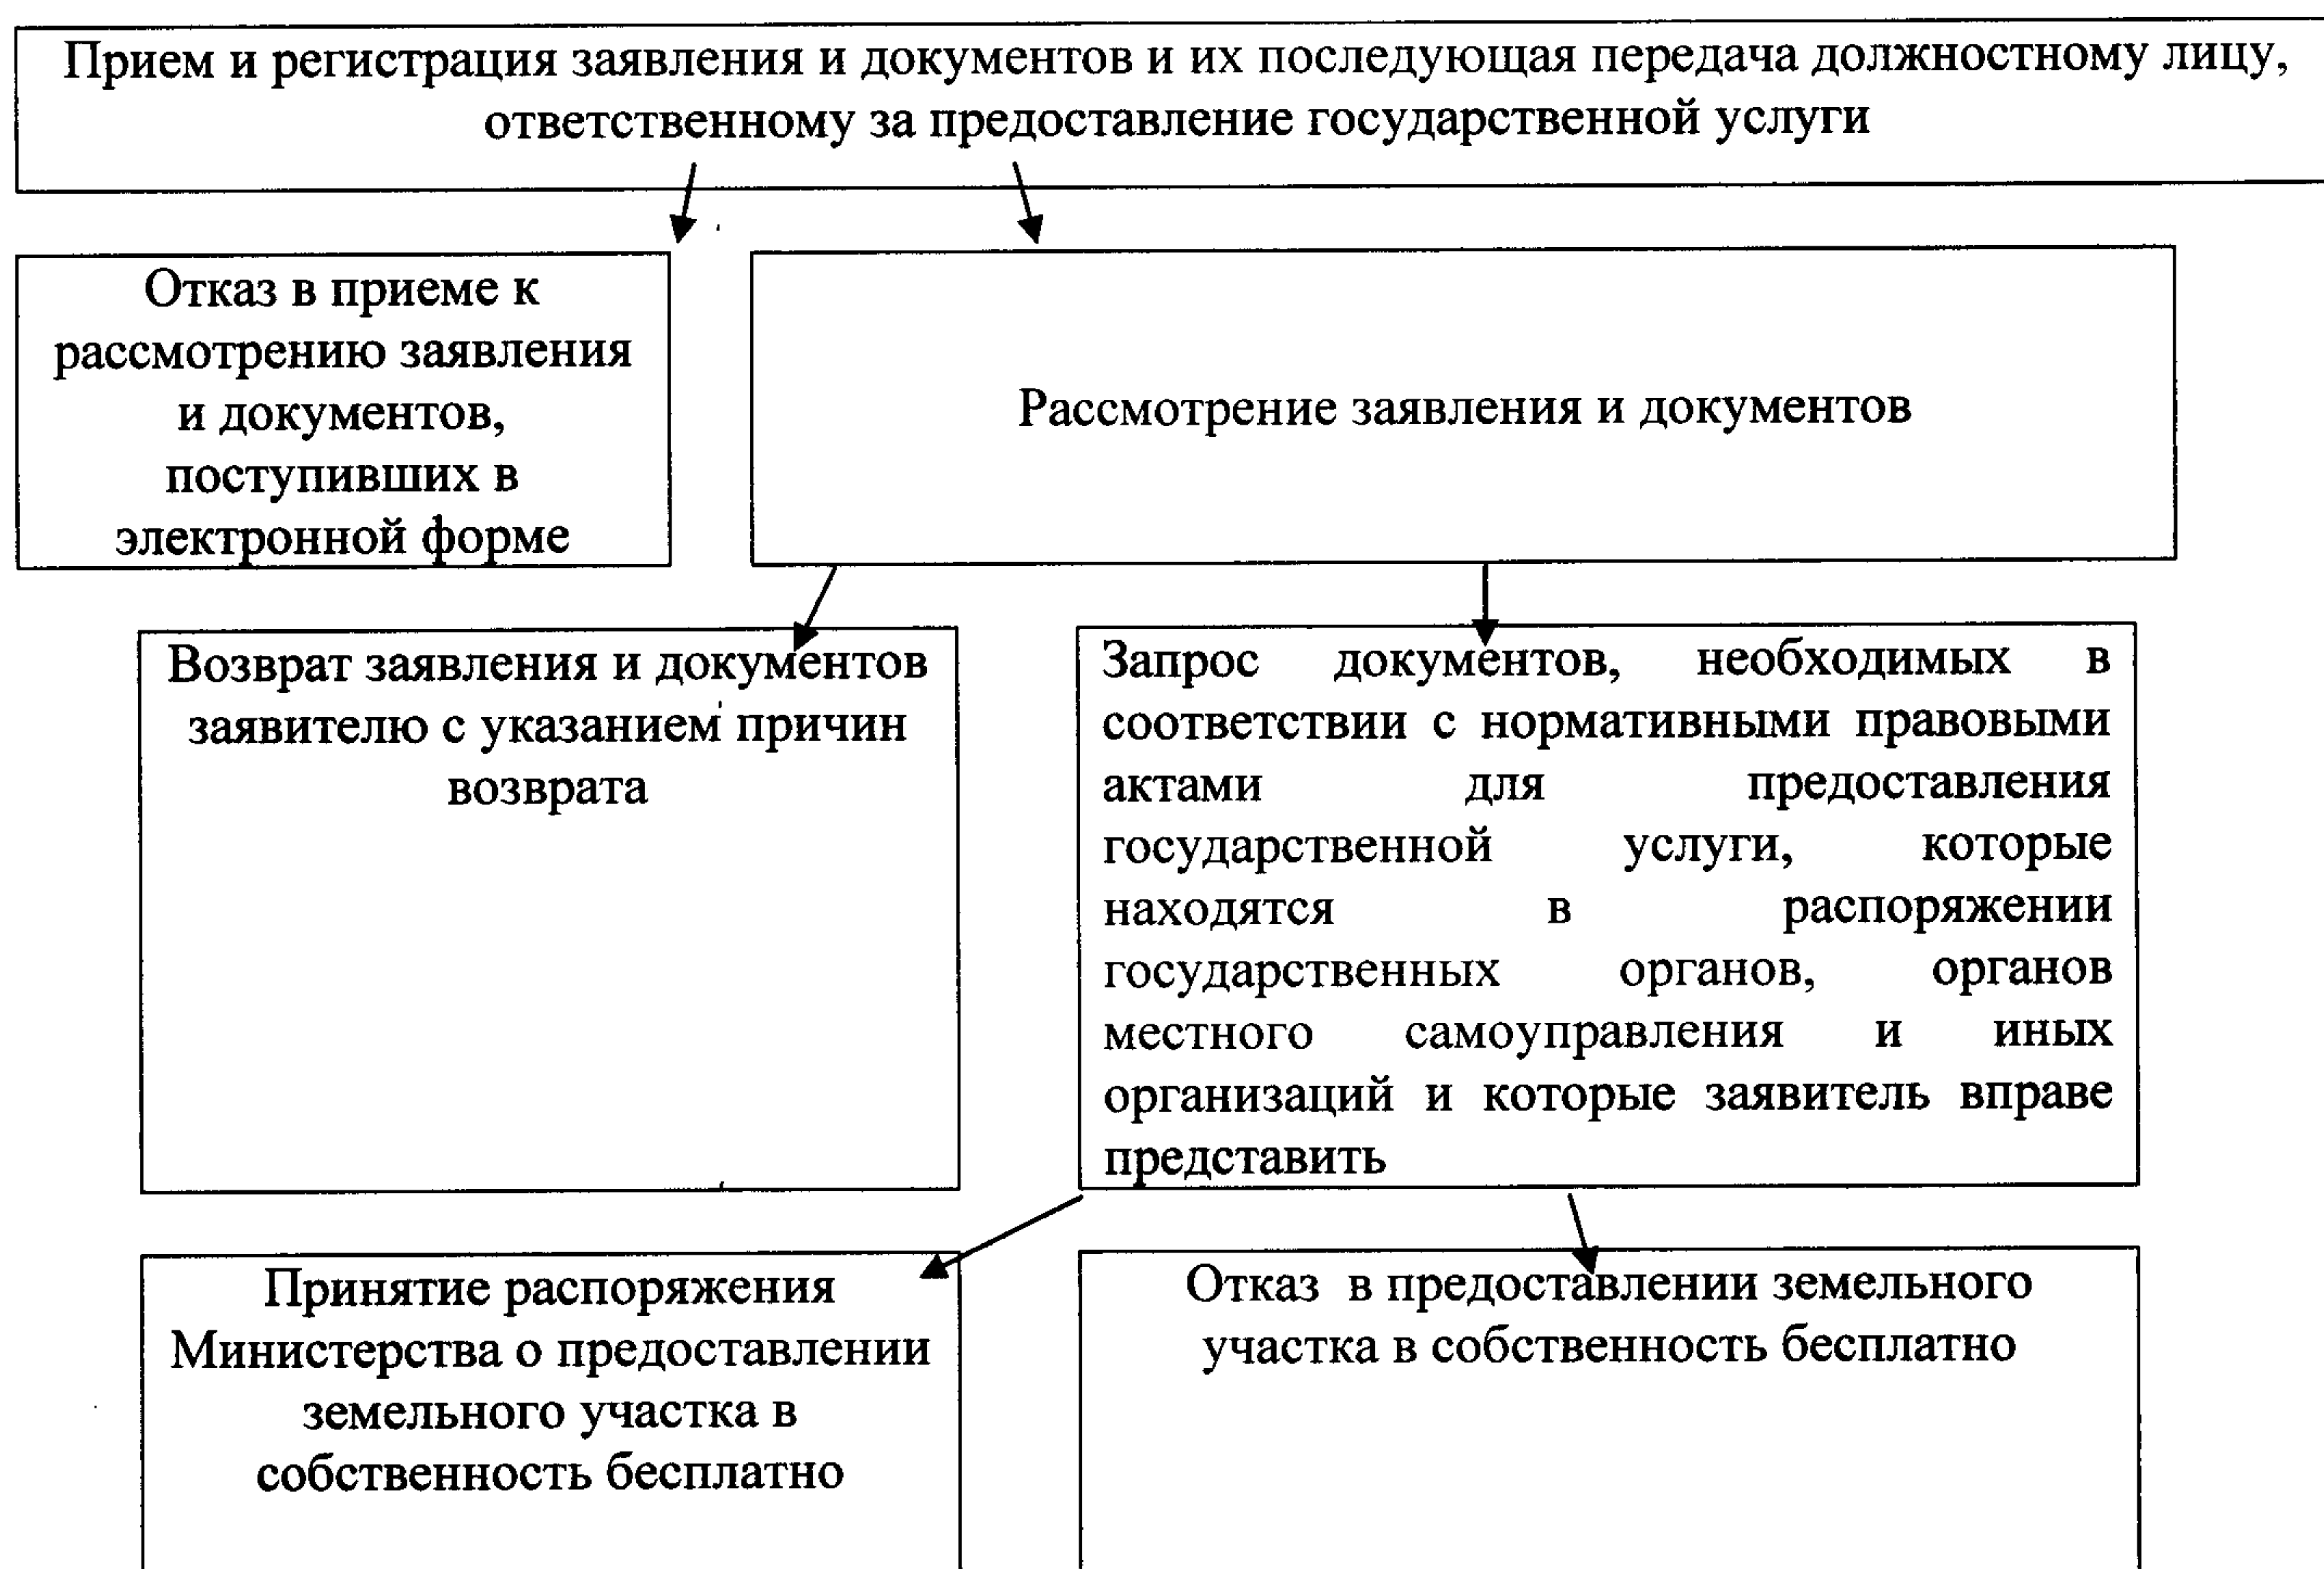 Прием и регистрация заявления и документов и их последующая передача должностному лицу,
ответственному за предоставление государственной услуги
Отказ в приеме к
рассмотрению заявления
и документов,
поступивших в
электронной форме
Рассмотрение заявления и документов
Возврат заявления и документов
заявителю с указанием причин
возврата
Запрос документов, необходимых в
соответствии с нормативными правовыми
актами для предоставления
государственной услуги, которые
находятся в распоряжении
государственных органов, органов
местного самоуправления и иных
организаций и которые заявитель вправе
представить
Принятие распоряжения
Министерства о предоставлении
земельного участка в
собственность бесплатно
Отказ в предоставлении земельного
участка в собственность бесплатно